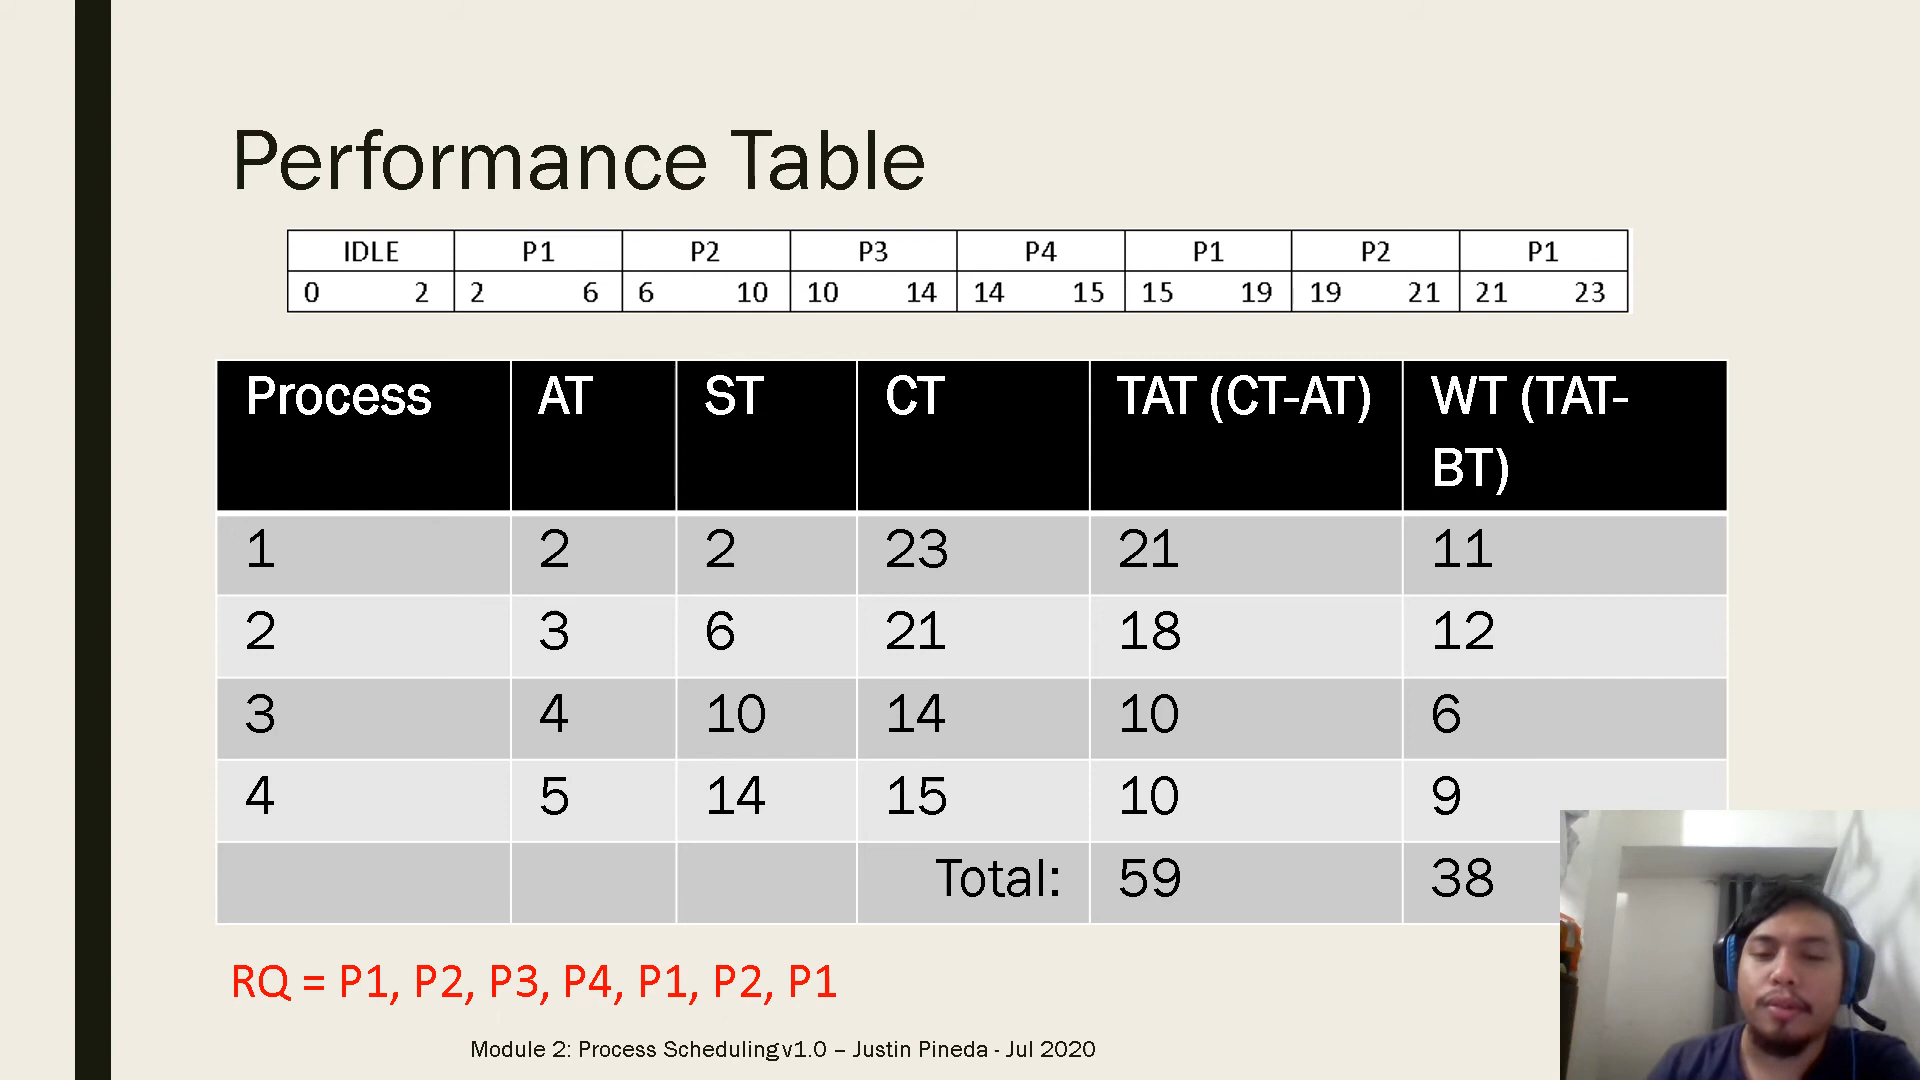 Performance Table
IDLE P1 P2 P3 P4 P1 P2 P1
0 2 2 6 6 10 10 14 14 15 15 19 19 21 21 23
Process AT ST CT TAT (CT-AT) WT (TAT-
BT)
1 2 2 23 21 11
2 3 6 21 18 12
3 4 10 14 10 6
4 5 14 15 10 9
Total: 59 38
RQ = P1, P2, P3, P4, P1, P2, P1
Module 2: Process Scheduling v1.0 – Justin Pineda - Jul 2020